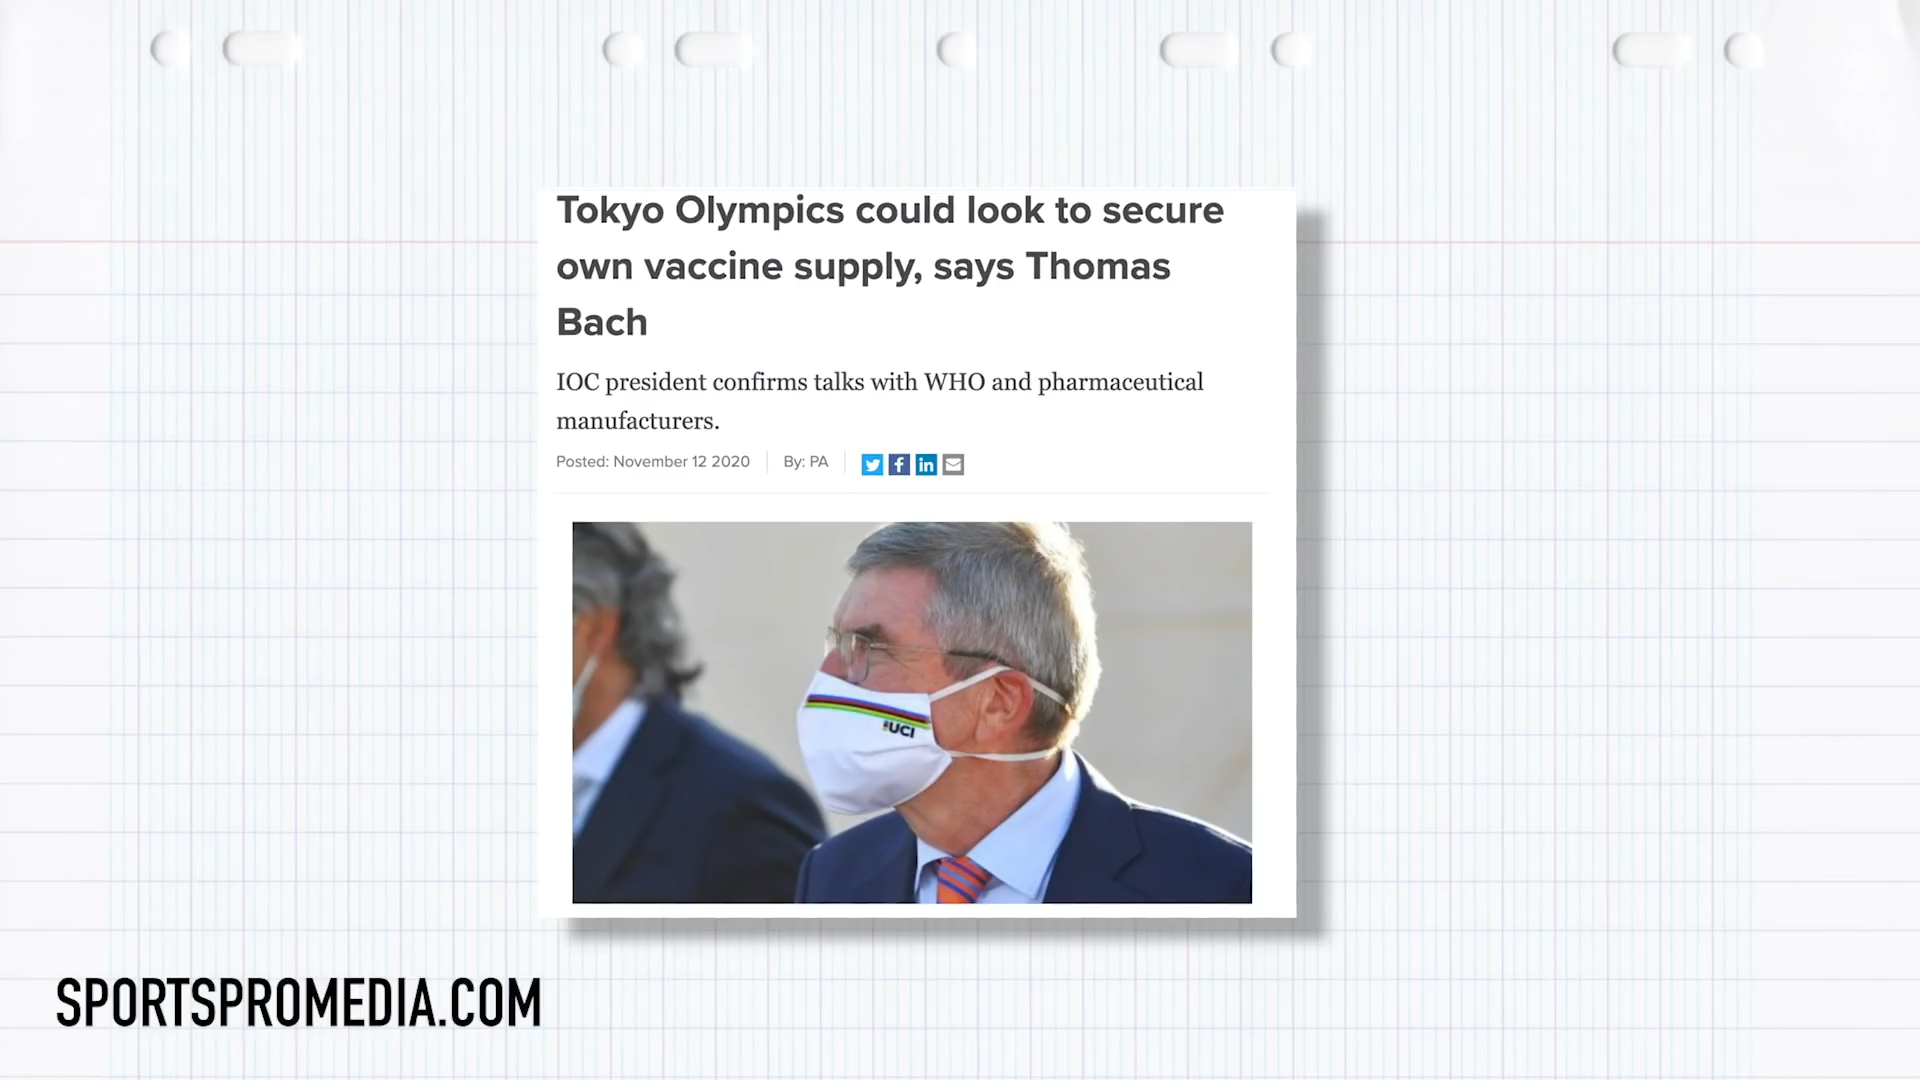 Tokyo Olympics could look to secure
own vaccine supply, says Thomas
Bach
IOC president confirms talks with WHO and pharmaceutical
manufacturers.
Posted: November 12 2020 By: PA
UCI
SPORTSPROMEDIA.COM